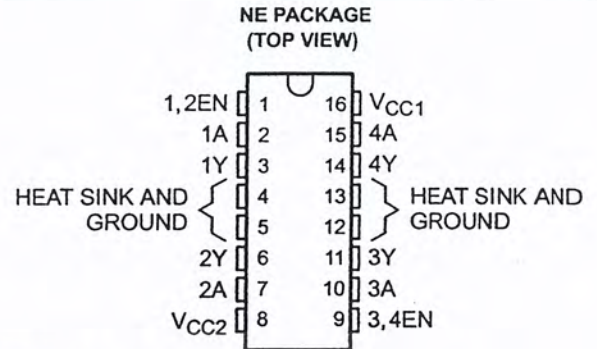 NE PACKAGE
(TOP VIEW)
1,2EN 1 16 VCC1
1A 2 15 4A
1Y 3 14 4Y
HEAT SINK AND GROUND 4 13 HEAT SINK AND GROUND
5 12
2Y 6 11 3Y
2A 7 10 3A
VCC2 8 9 3,4EN